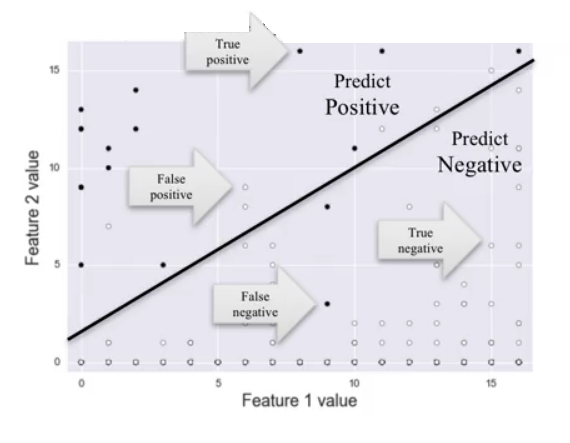 True
positive
Predict
Positive
Predict
Negative
False
positive
True
negative
False
negative
Feature 2 value
15
10
5
0
0
5
10
15
Feature 1 value